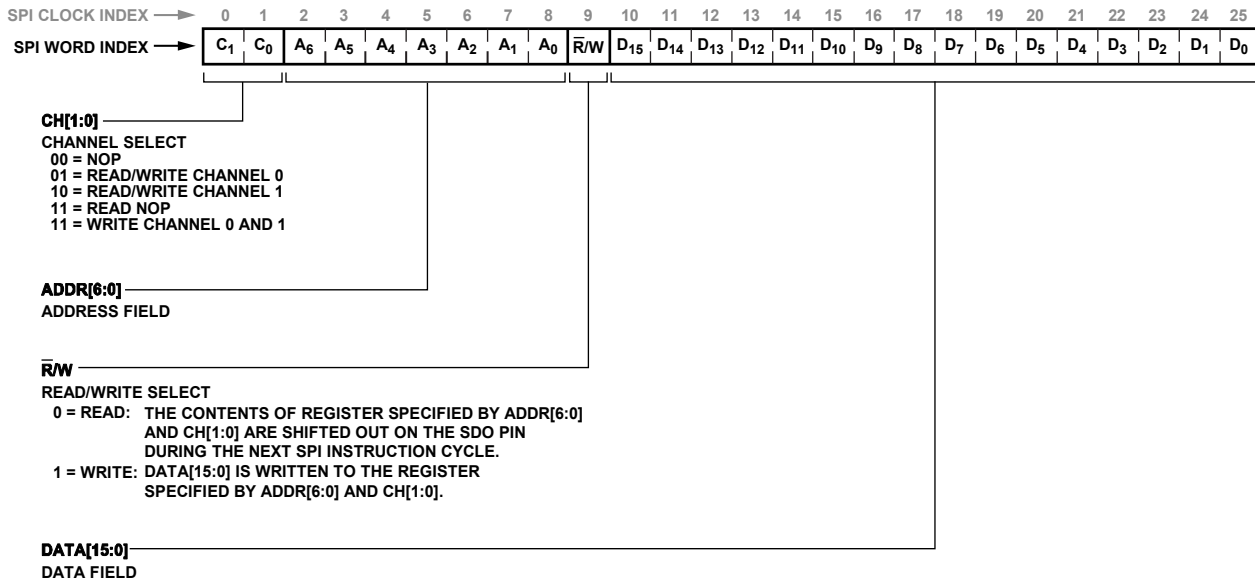 SPI CLOCK INDEX 0 1 2 3 4 5 6 7 8 9 10 11 12 13 14 15 16 17 18 19 20 21 22 23 24 25
SPI WORD INDEX C₁ C₀ A₆ A₅ A₄ A₃ A₂ A₁ A₀ R̅/W D₁₅ D₁₄ D₁₃ D₁₂ D₁₁ D₁₀ D₉ D₈ D₇ D₆ D₅ D₄ D₃ D₂ D₁ D₀
CH[1:0]
CHANNEL SELECT
00 = NOP
01 = READ/WRITE CHANNEL 0
10 = READ/WRITE CHANNEL 1
11 = READ NOP
11 = WRITE CHANNEL 0 AND 1
ADDR[6:0]
ADDRESS FIELD
R̅/W
READ/WRITE SELECT
0 = READ: THE CONTENTS OF REGISTER SPECIFIED BY ADDR[6:0]
AND CH[1:0] ARE SHIFTED OUT ON THE SDO PIN
DURING THE NEXT SPI INSTRUCTION CYCLE.
1 = WRITE: DATA[15:0] IS WRITTEN TO THE REGISTER
SPECIFIED BY ADDR[6:0] AND CH[1:0].
DATA[15:0]
DATA FIELD